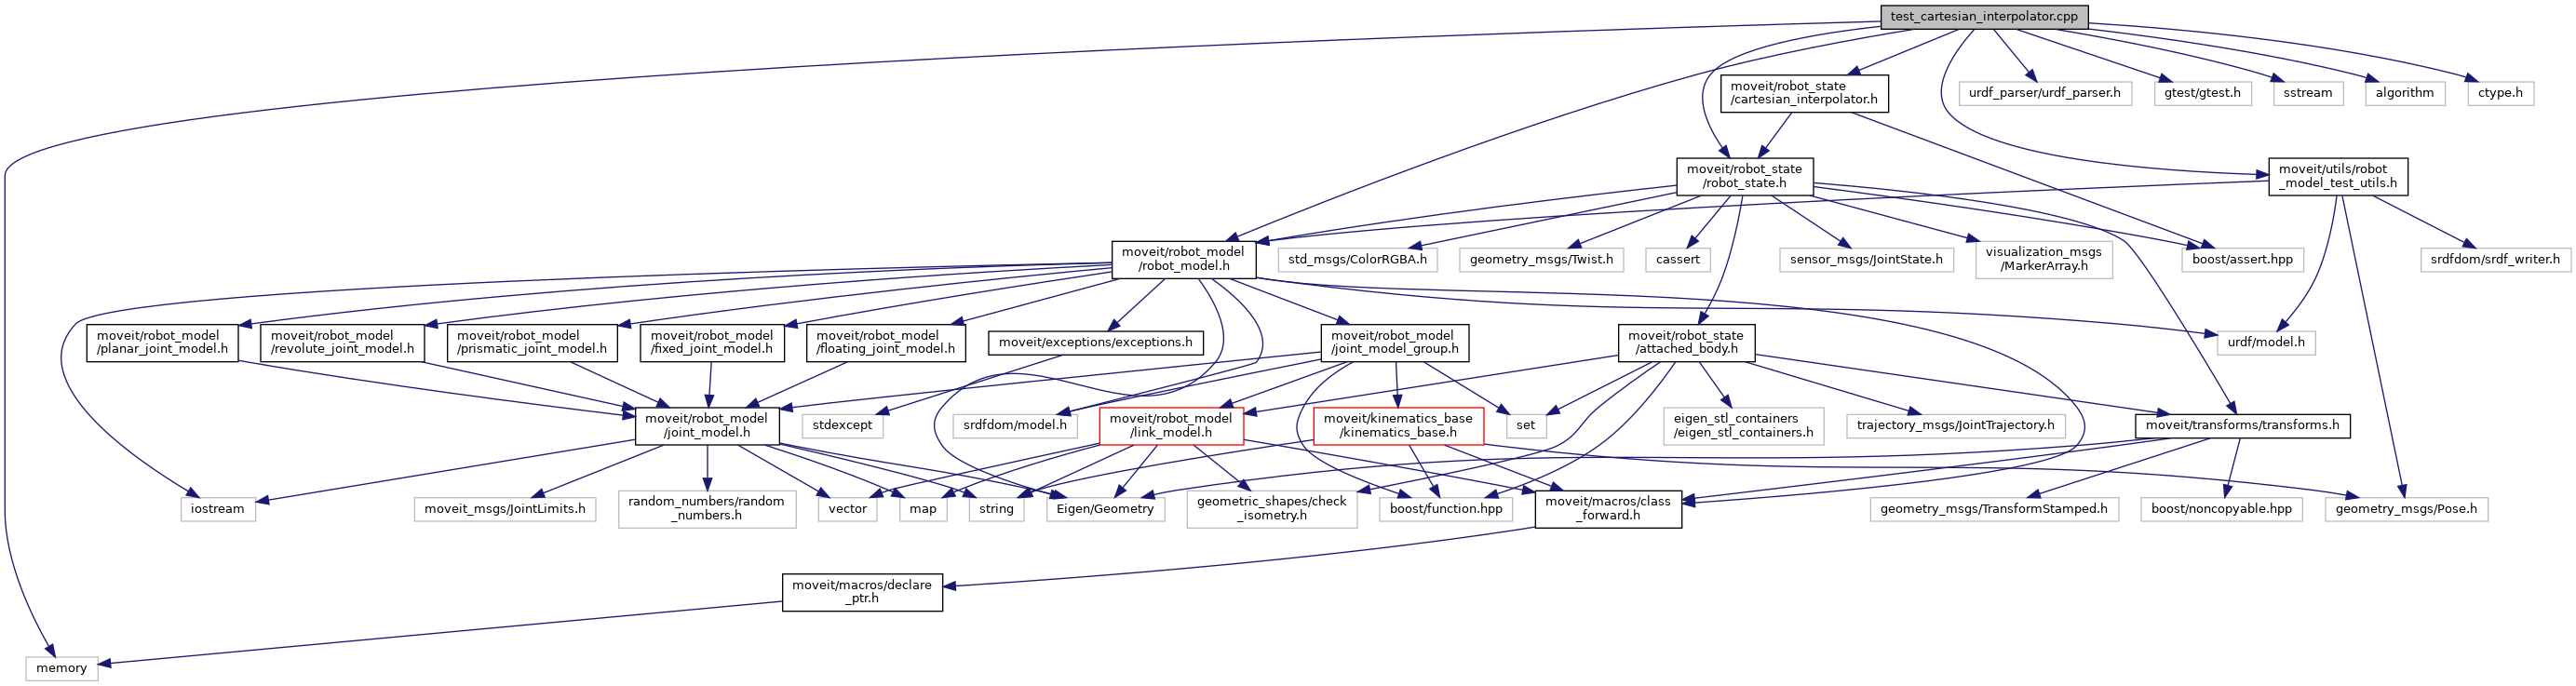 test_cartesian_interpolator.cpp
moveit/robot_state
/cartesian_interpolator.h
urdf_parser/urdf_parser.h
gtest/gtest.h
sstream
algorithm
ctype.h
moveit/robot_state
/robot_state.h
moveit/utils/robot
_model_test_utils.h
moveit/robot_model
/robot_model.h
std_msgs/ColorRGBA.h
geometry_msgs/Twist.h
cassert
sensor_msgs/JointState.h
visualization_msgs
/MarkerArray.h
boost/assert.hpp
srdfdom/srdf_writer.h
moveit/robot_model
/planar_joint_model.h
moveit/robot_model
/revolute_joint_model.h
moveit/robot_model
/prismatic_joint_model.h
moveit/robot_model
/fixed_joint_model.h
moveit/robot_model
/floating_joint_model.h
moveit/exceptions/exceptions.h
moveit/robot_model
/joint_model_group.h
moveit/robot_state
/attached_body.h
urdf/model.h
moveit/robot_model
/joint_model.h
stdexcept
srdfdom/model.h
moveit/robot_model
/link_model.h
moveit/kinematics_base
/kinematics_base.h
set
eigen_stl_containers
/eigen_stl_containers.h
trajectory_msgs/JointTrajectory.h
moveit/transforms/transforms.h
iostream
moveit_msgs/JointLimits.h
random_numbers/random
_numbers.h
vector
map
string
Eigen/Geometry
geometric_shapes/check
_isometry.h
boost/function.hpp
moveit/macros/class
_forward.h
geometry_msgs/TransformStamped.h
boost/noncopyable.hpp
geometry_msgs/Pose.h
moveit/macros/declare
_ptr.h
memory